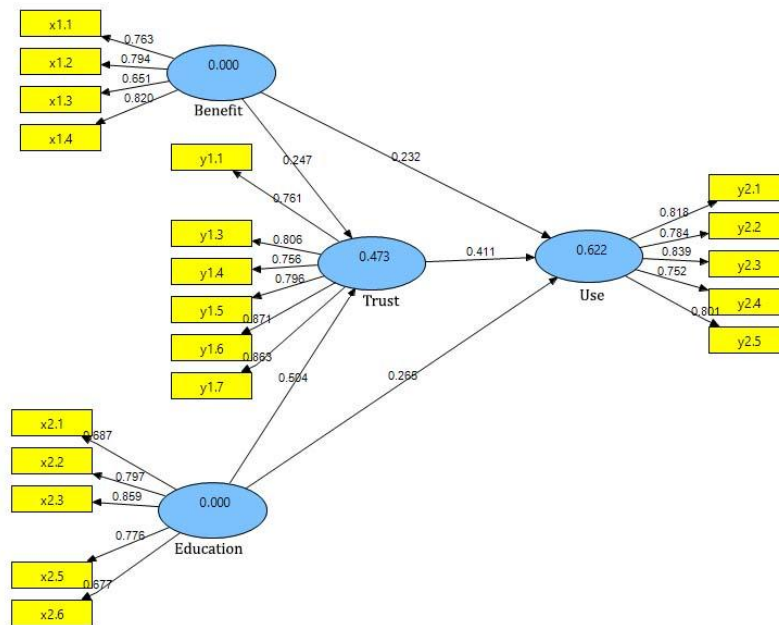 x1.1
0.763
x1.2
0.794
x1.3
0.651
x1.4
0.820
0.000
Benefit
0.247
0.232
y1.1
0.761
y1.3
0.806
y1.4
0.756
y1.5
0.796
y1.6
0.871
y1.7
0.863
0.473
Trust
0.411
0.622
Use
y2.1
0.818
y2.2
0.784
y2.3
0.839
y2.4
0.752
y2.5
0.801
0.504
0.265
x2.1
0.687
x2.2
0.797
x2.3
0.859
x2.5
0.776
x2.6
0.677
0.000
Education